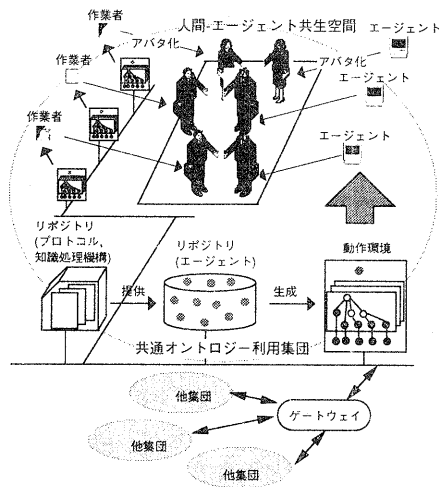 人間-エージェント共生空間
作業者
アバタ化
エージェント
作業者
アバタ化
エージェント
作業者
エージェント
リポジトリ
(プロトコル、
知識処理機構)
リポジトリ
(エージェント)
動作環境
提供
生成
共通オントロジー利用集団
他集団
ゲートウェイ
他集団
他集団